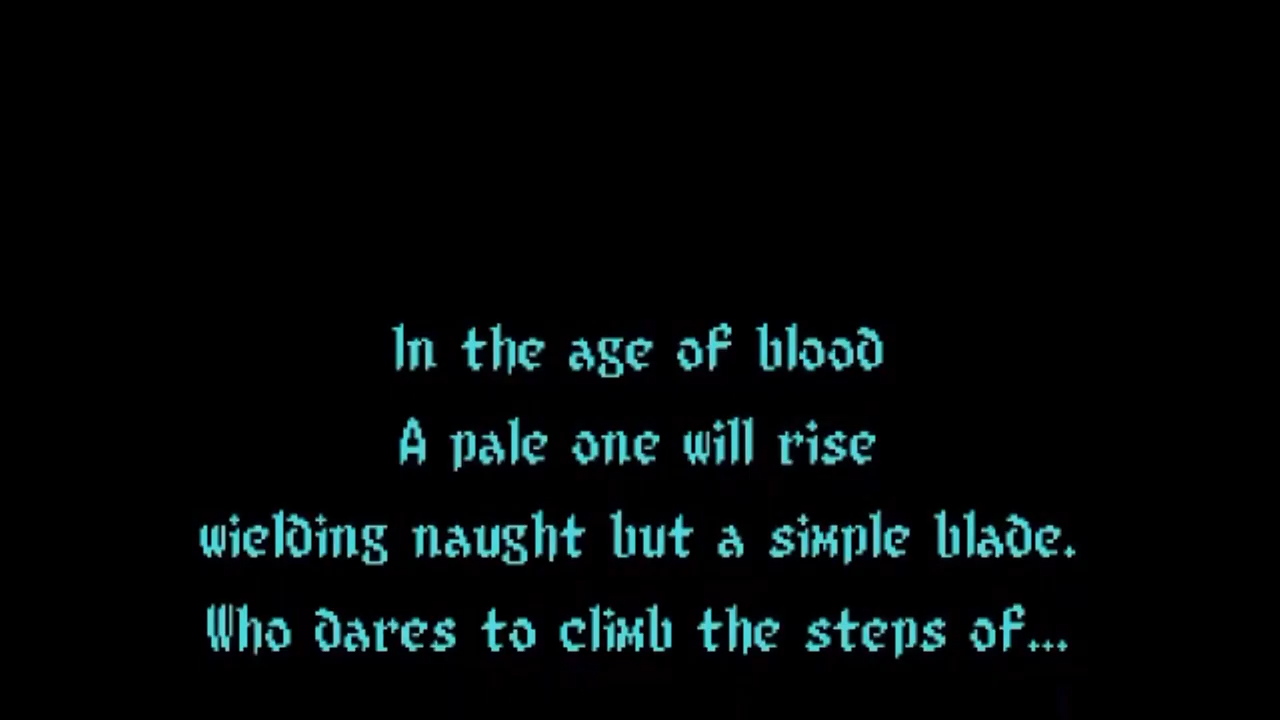 In the age of blood
A pale one will rise
wielding naught but a simple blade.
Who dares to climb the steps of...